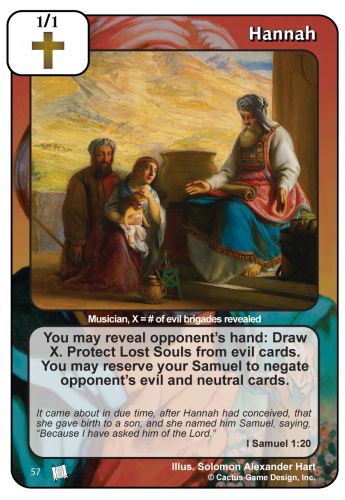 1/1
Hannah
Musician, X = # of evil brigades revealed
You may reveal opponent's hand: Draw
X. Protect Lost Souls from evil cards.
You may reserve your Samuel to negate
opponent's evil and neutral cards.
It came about in due time, after Hannah had conceived, that
she gave birth to a son; and she named him Samuel, saying,
"Because I have asked him of the Lord."
I Samuel 1:20
57
Illus. Solomon Alexander Hart
© Cactus Game Design, Inc.